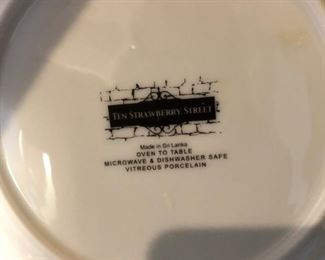 TEN STRAWBERRY STREET
Made in Sri Lanka
OVEN TO TABLE
MICROWAVE & DISHWASHER SAFE
VITREOUS PORCELAIN